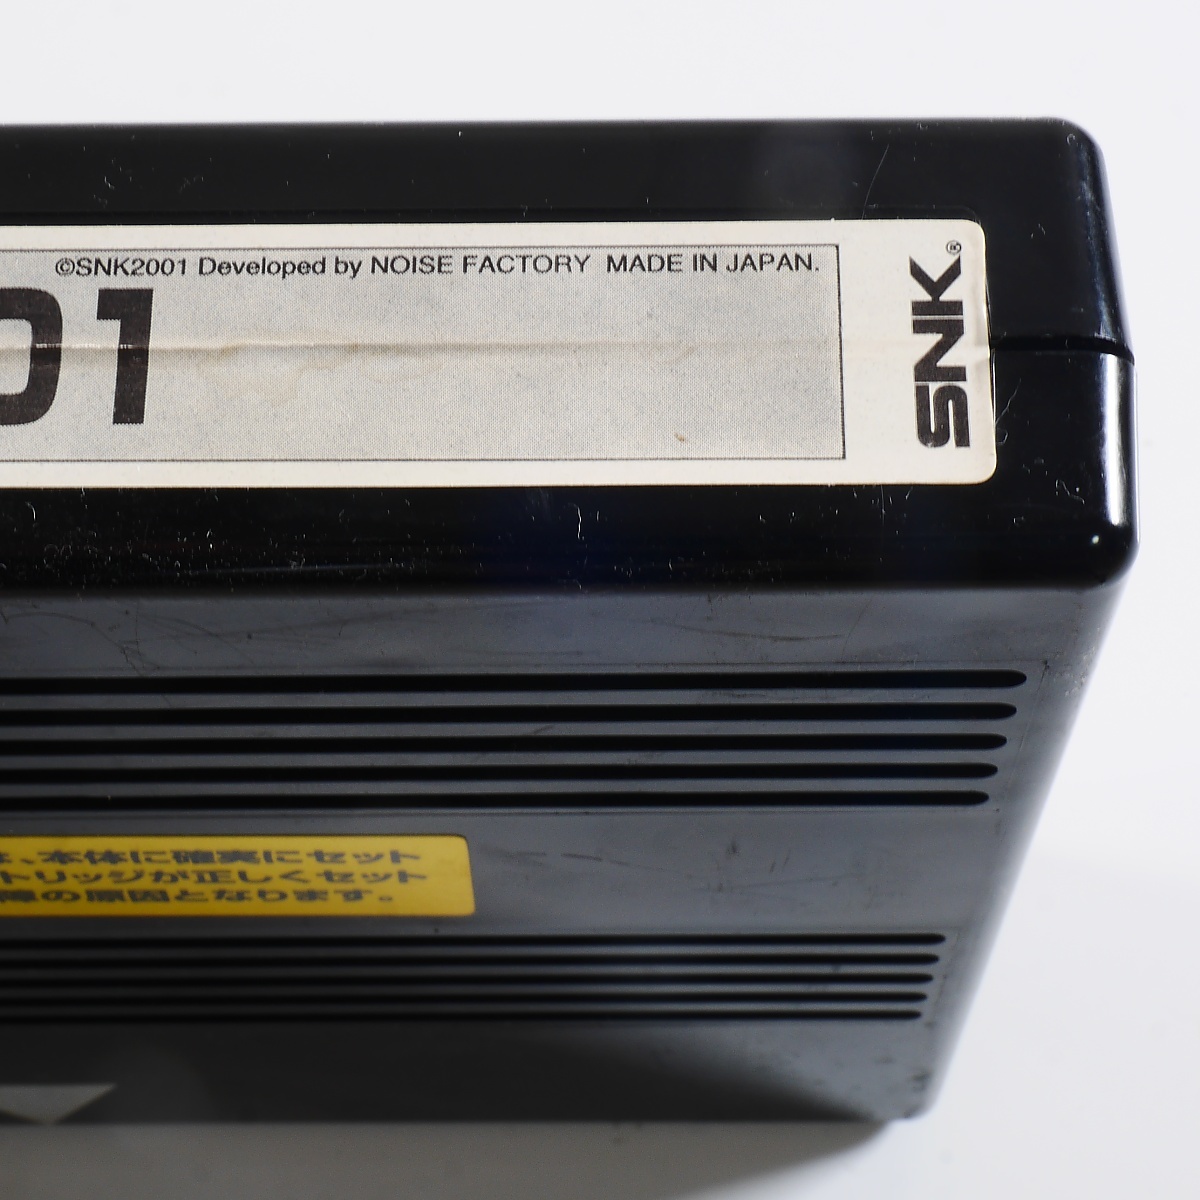 ©SNK2001 Developed by NOISE FACTORY MADE IN JAPAN.
01
SNK®
、本体に確実にセット
トリッジが正しくセット
障の原因となります。